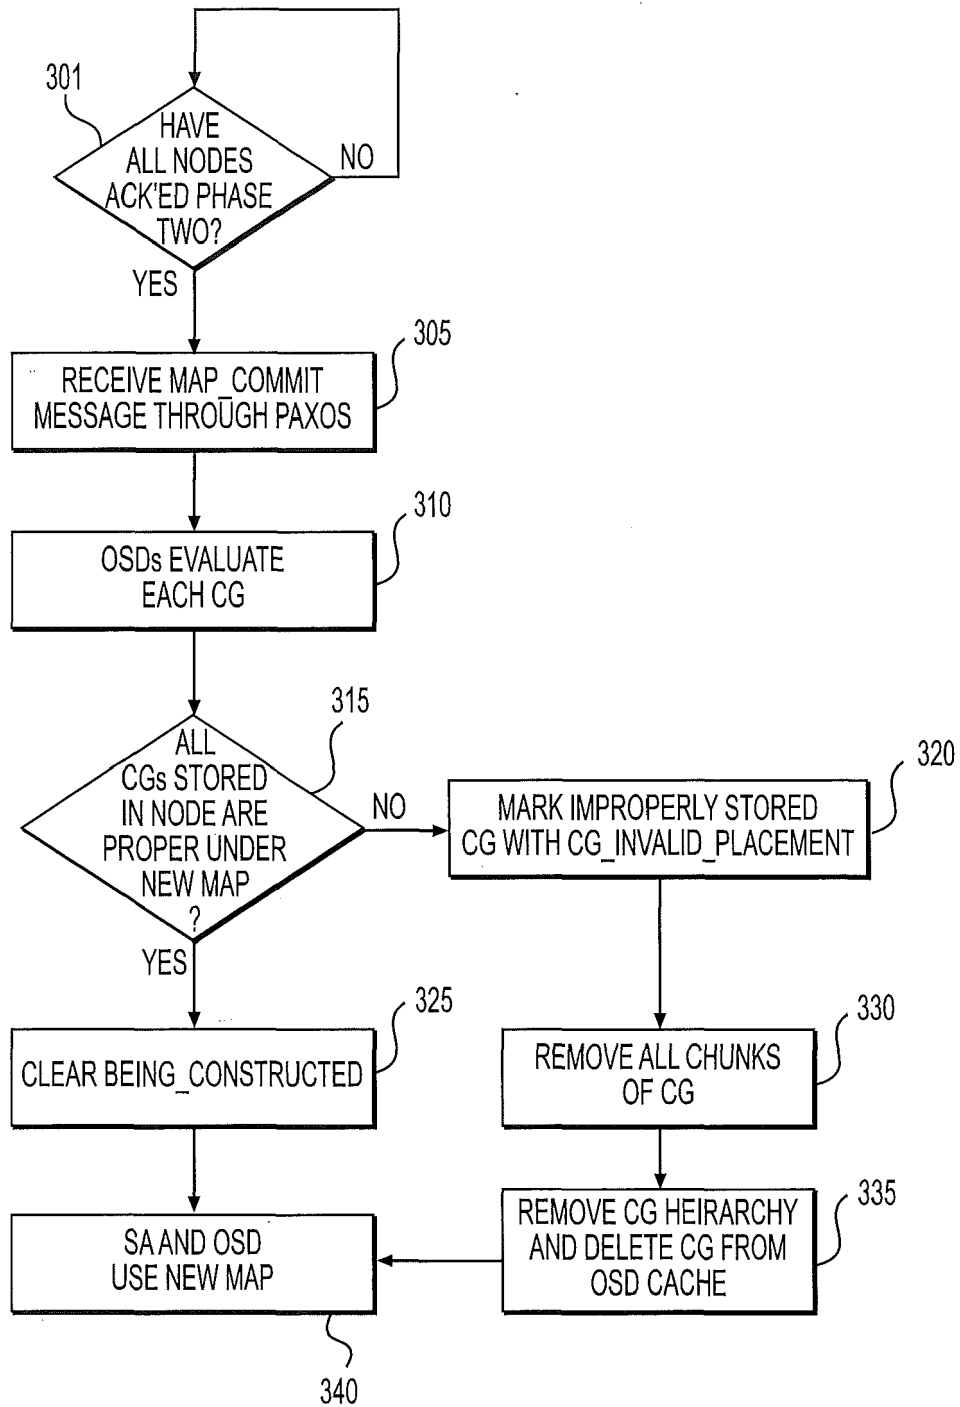 301
HAVE
ALL NODES
ACK'ED PHASE
TWO?
NO
YES
305
RECEIVE MAP_COMMIT
MESSAGE THROUGH PAXOS
310
OSDs EVALUATE
EACH CG
315
ALL
CGs STORED
IN NODE ARE
PROPER UNDER
NEW MAP
?
NO
YES
320
MARK IMPROPERLY STORED
CG WITH CG_INVALID_PLACEMENT
325
CLEAR BEING_CONSTRUCTED
330
REMOVE ALL CHUNKS
OF CG
335
REMOVE CG HEIRARCHY
AND DELETE CG FROM
OSD CACHE
SA AND OSD
USE NEW MAP
340